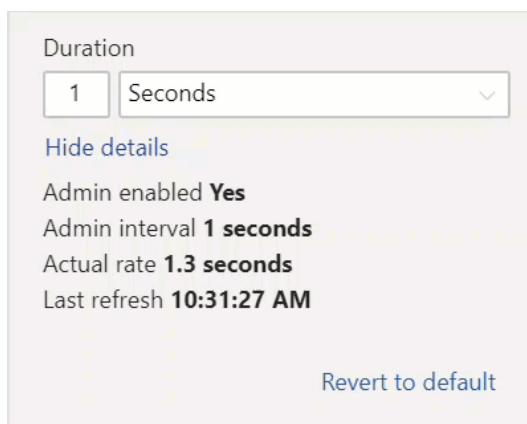 Duration
1 Seconds
Hide details
Admin enabled Yes
Admin interval 1 seconds
Actual rate 1.3 seconds
Last refresh 10:31:27 AM
Revert to default